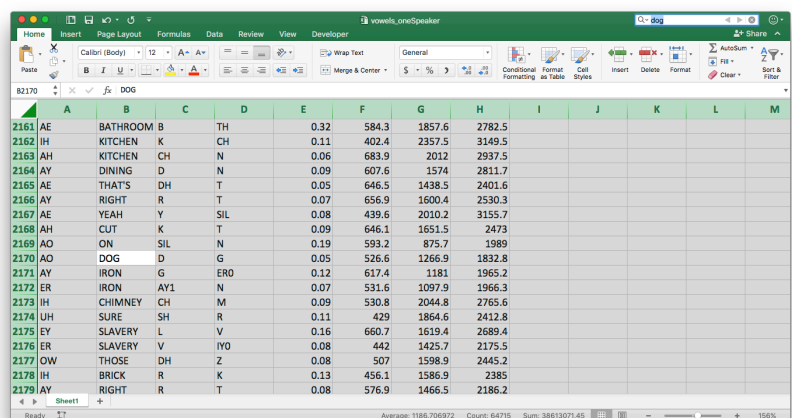 vowels_oneSpeaker
dog
Home Insert Page Layout Formulas Data Review View Developer
Share
Paste
Calibri (Body) 12 A A
B I U A
Wrap Text
Merge & Center
General
$ % )
Conditional Formatting
Format as Table
Cell Styles
Insert Delete Format
AutoSum
Fill
Clear
Sort & Filter
B2170 fx DOG
A B C D E F G H I J K L M
2161 AE BATHROOM B TH 0.32 584.3 1857.6 2782.5
2162 IH KITCHEN K CH 0.11 402.4 2357.5 3149.5
2163 AH KITCHEN CH N 0.06 683.9 2012 2937.5
2164 AY DINING D N 0.09 607.6 1574 2811.7
2165 AE THAT'S DH T 0.05 646.5 1438.5 2401.6
2166 AY RIGHT R T 0.07 656.9 1600.4 2530.3
2167 AE YEAH Y SIL 0.08 439.6 2010.2 3155.7
2168 AH CUT K T 0.09 646.1 1651.5 2473
2169 AO ON SIL N 0.19 593.2 875.7 1989
2170 AO DOG D G 0.05 526.6 1266.9 1832.8
2171 AY IRON G ER0 0.12 617.4 1181 1965.2
2172 ER IRON AY1 N 0.07 531.6 1097.9 1966.3
2173 IH CHIMNEY CH M 0.09 530.8 2044.8 2765.6
2174 UH SURE SH R 0.11 429 1864.6 2412.8
2175 EY SLAVERY L V 0.16 660.7 1619.4 2689.4
2176 ER SLAVERY V IY0 0.08 442 1425.7 2175.5
2177 OW THOSE DH Z 0.08 507 1598.9 2445.2
2178 IH BRICK R K 0.13 456.1 1586.9 2385
2179 AY RIGHT R T 0.08 576.9 1466.5 2186.2
Sheet1 +
Ready Average: 1186.706972 Count: 64715 Sum: 38613071.45 156%